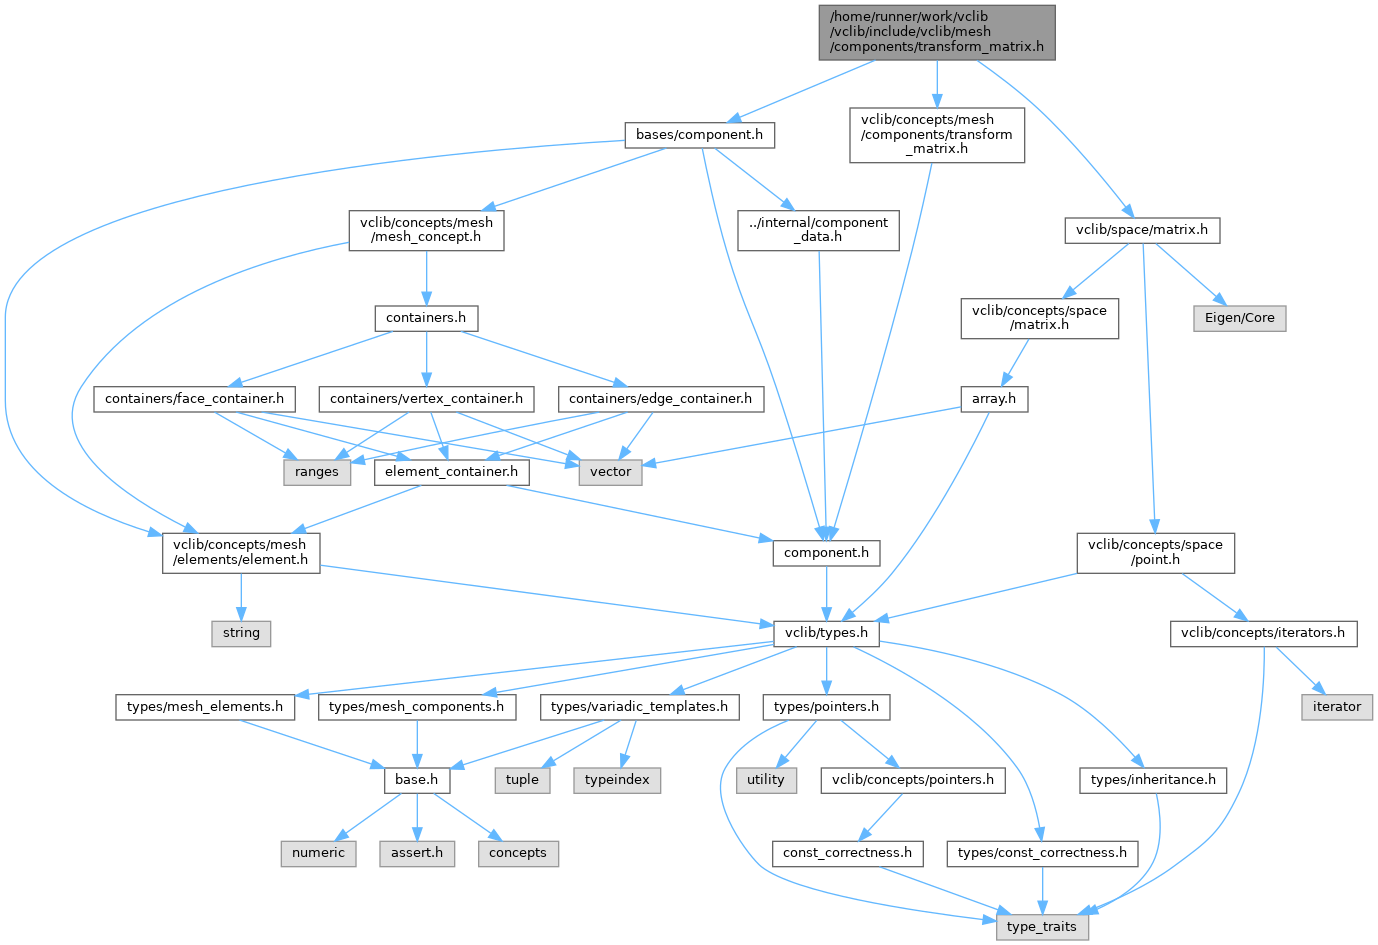 /home/runner/work/vclib
/vclib/include/vclib/mesh
/components/transform_matrix.h
bases/component.h
vclib/concepts/mesh
/components/transform
_matrix.h
vclib/concepts/mesh
/mesh_concept.h
../internal/component
_data.h
vclib/space/matrix.h
containers.h
vclib/concepts/space
/matrix.h
Eigen/Core
containers/face_container.h
containers/vertex_container.h
containers/edge_container.h
array.h
ranges
element_container.h
vector
vclib/concepts/mesh
/elements/element.h
component.h
vclib/concepts/space
/point.h
string
vclib/types.h
vclib/concepts/iterators.h
types/mesh_elements.h
types/mesh_components.h
types/variadic_templates.h
types/pointers.h
iterator
base.h
tuple
typeindex
utility
vclib/concepts/pointers.h
types/inheritance.h
numeric
assert.h
concepts
const_correctness.h
types/const_correctness.h
type_traits